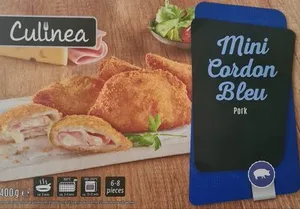 Culinea
Mini
Cordon
Bleu
Pork
400g e
6-8
pieces